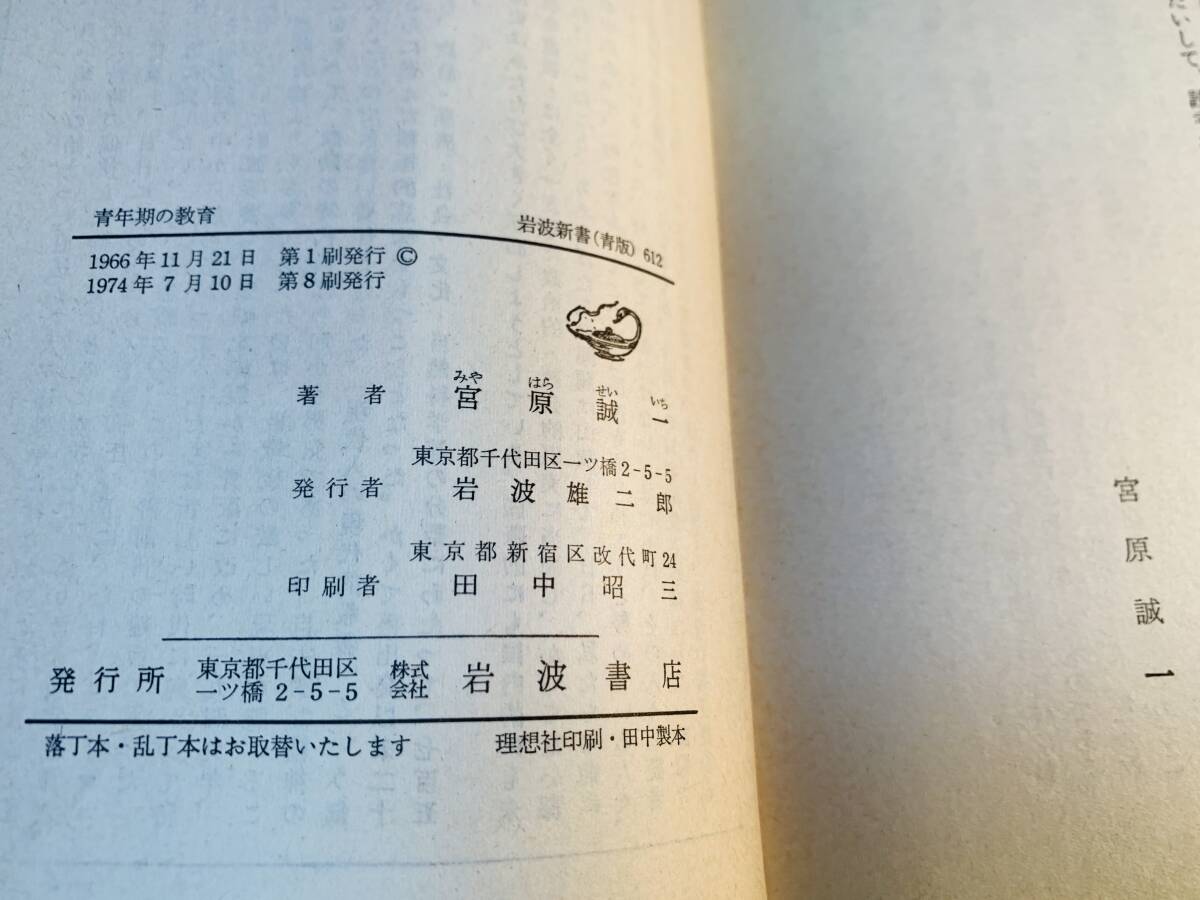 青年期の教育
岩波新書(青版) 612
1966年11月21日 第1刷発行 ©
1974年7月10日 第8刷発行
みや はら せい いち
著者 宮原誠一
東京都千代田区一ツ橋2-5-5
発行者 岩波雄二郎
東京都新宿区改代町24
印刷者 田中昭三
発行所 東京都千代田区一ツ橋2-5-5 株式会社 岩波書店
落丁本・乱丁本はお取替いたします 理想社印刷・田中製本
たいして、
宮原誠一